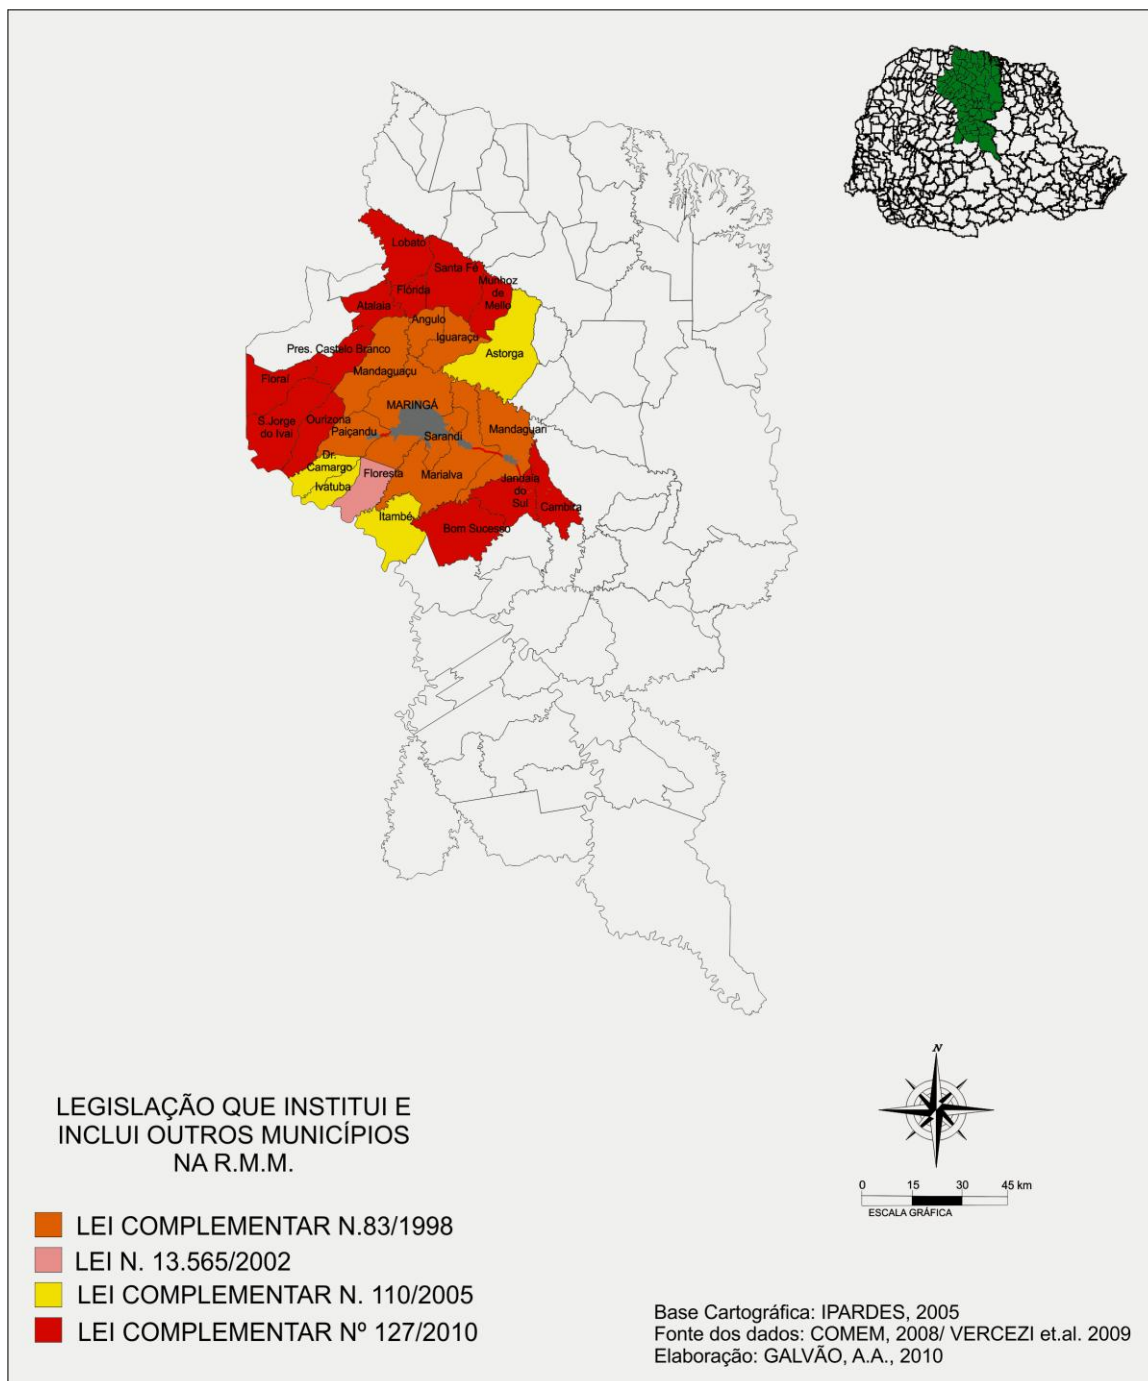 Lobato
Santa Fé
Munhoz
de
Mello
Flórida
Atalaia
Angulo
Iguaraçu
Astorga
Pres. Castelo Branco
Mandaguaçu
Floraí
MARINGÁ
S.Jorge
do Ivaí
Ourizona
Paiçandu
Sarandi
Mandaguari
Dr.
Camargo
Ivatuba
Floresta
Marialva
Jandaia
do
Sul
Cambira
Itambé
Bom Sucesso
N
0 15 30 45 km
ESCALA GRÁFICA
LEGISLAÇÃO QUE INSTITUI E
INCLUI OUTROS MUNICÍPIOS
NA R.M.M.
LEI COMPLEMENTAR N.83/1998
LEI N. 13.565/2002
LEI COMPLEMENTAR N. 110/2005
LEI COMPLEMENTAR Nº 127/2010
Base Cartográfica: IPARDES, 2005
Fonte dos dados: COMEM, 2008/ VERCEZI et.al. 2009
Elaboração: GALVÃO, A.A., 2010